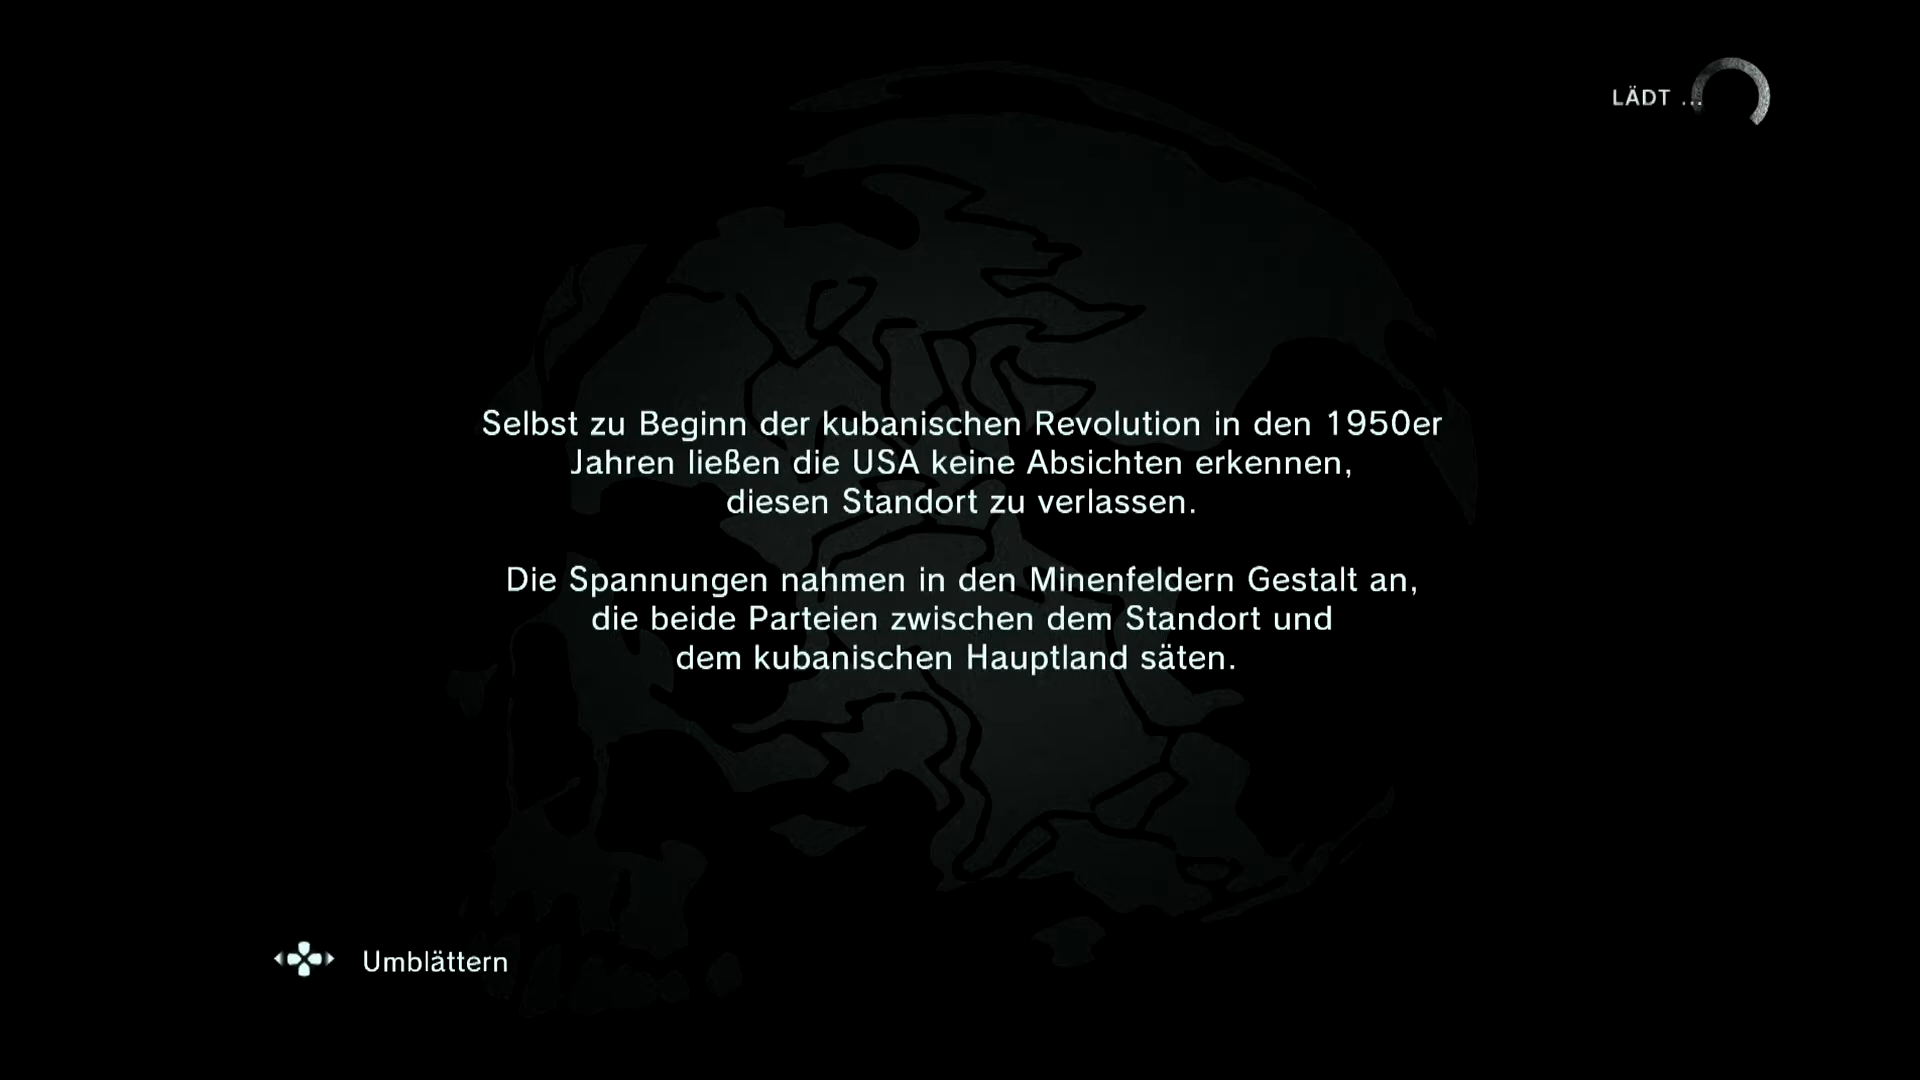 LÄDT ...
Selbst zu Beginn der kubanischen Revolution in den 1950er
Jahren ließen die USA keine Absichten erkennen,
diesen Standort zu verlassen.
Die Spannungen nahmen in den Minenfeldern Gestalt an,
die beide Parteien zwischen dem Standort und
dem kubanischen Hauptland säten.
Umblättern